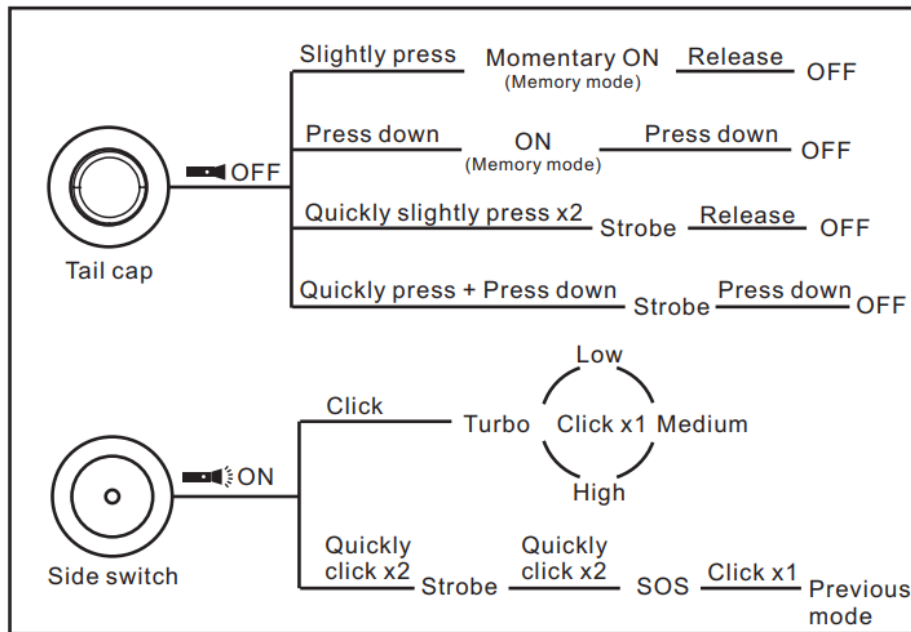 Slightly press Momentary ON Release OFF
(Memory mode)
Press down ON Press down OFF
(Memory mode)
OFF
Quickly slightly press x2 Strobe Release OFF
Tail cap
Quickly press + Press down Strobe Press down OFF
Low
Click Turbo Click x1 Medium
High
ON
Side switch
Quickly click x2 Strobe Quickly click x2 SOS Click x1 Previous mode